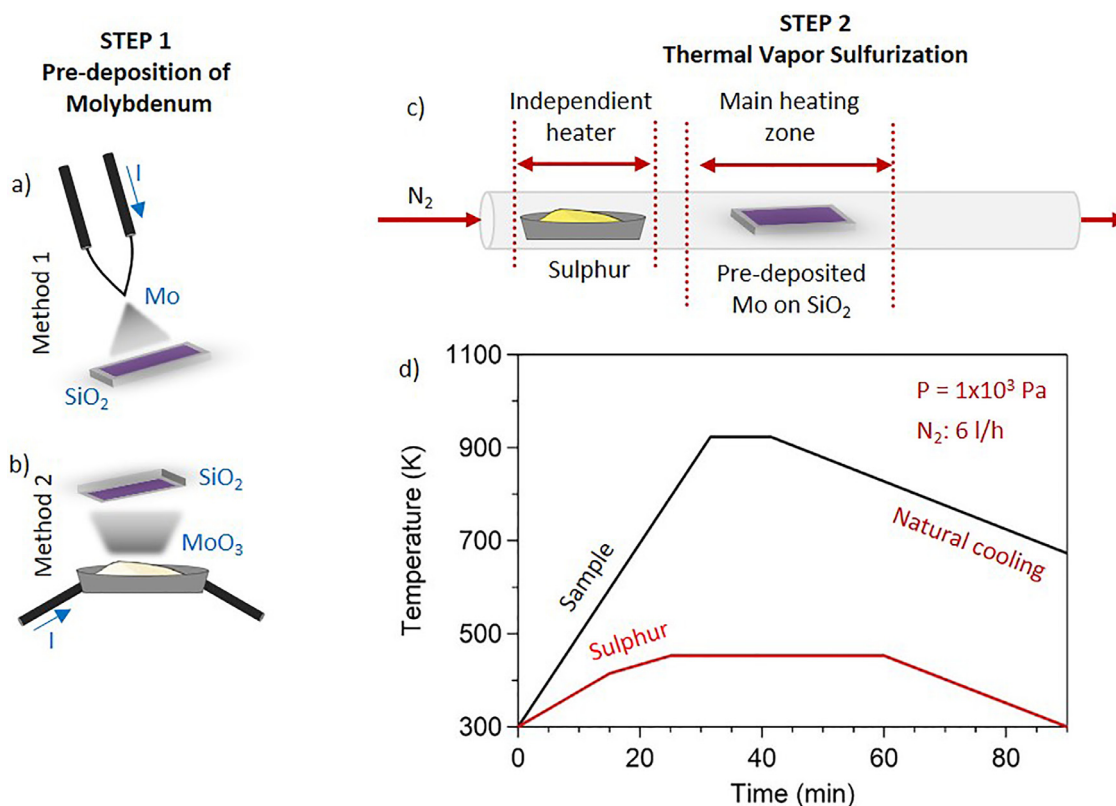 STEP 1
Pre-deposition of
Molybdenum
a)
I
Method 1
Mo
SiO₂
b)
Method 2
SiO₂
MoO₃
I
STEP 2
Thermal Vapor Sulfurization
c)
Independent
heater
Main heating
zone
N₂
Sulphur
Pre-deposited
Mo on SiO₂
d)
P = 1x10³ Pa
N₂: 6 l/h
Temperature (K)
1100
900
700
500
300
Sample
Sulphur
Natural cooling
0
20
40
60
80
Time (min)